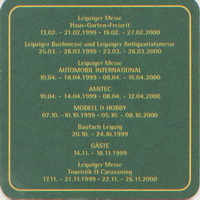 Leipziger Messe
Haus-Garten-Freizeit
13.02. - 21.02.1999 • 19.02. - 27.02.2000
Leipziger Buchmesse und Leipziger Antiquariatsmesse
25.03. - 28.03.1999 • 23.03. - 26.03.2000
Leipziger Messe
AUTOMOBIL INTERNATIONAL
10.04. - 18.04.1999 • 08.04. - 16.04.2000
AMITEC
10.04. - 14.04.1999 • 08.04. - 12.04.2000
MODELL & HOBBY
07.10. - 10.10.1999 • 05.10. - 08.10.2000
Baufach Leipzig
20.10. - 24.10.1999
GÄSTE
14.11. - 18.11.1999
Leipziger Messe
Touristik & Caravaning
17.11. - 21.11.1999 • 22.11. - 26.11.2000